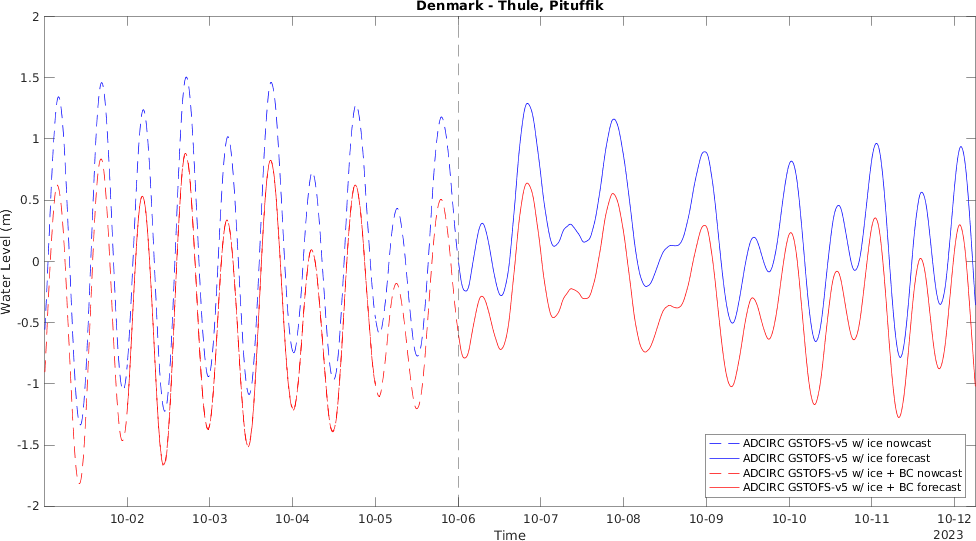 Denmark - Thule, Pituffik
2
1.5
1
0.5
0
-0.5
-1
-1.5
-2
Water Level (m)
10-02 10-03 10-04 10-05 10-06 10-07 10-08 10-09 10-10 10-11 10-12
Time
2023
ADCIRC GSTOFS-v5 w/ ice nowcast
ADCIRC GSTOFS-v5 w/ ice forecast
ADCIRC GSTOFS-v5 w/ ice + BC nowcast
ADCIRC GSTOFS-v5 w/ ice + BC forecast